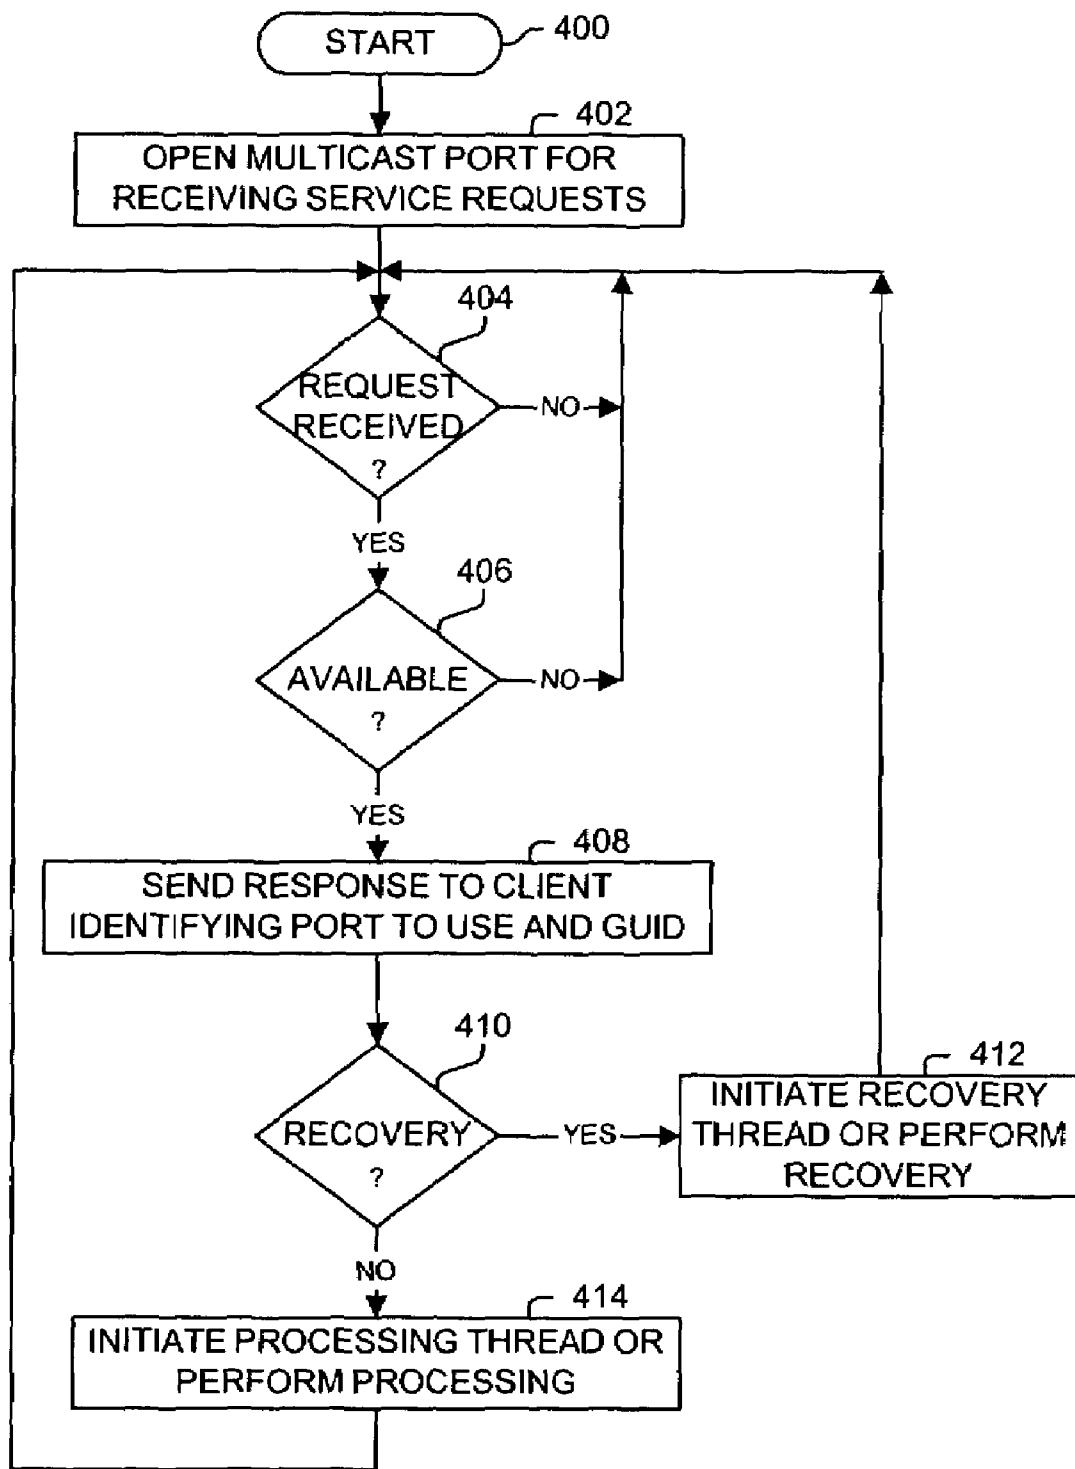 START
400
402
OPEN MULTICAST PORT FOR
RECEIVING SERVICE REQUESTS
404
REQUEST
RECEIVED
?
NO
YES
406
AVAILABLE
?
NO
YES
408
SEND RESPONSE TO CLIENT
IDENTIFYING PORT TO USE AND GUID
410
RECOVERY
?
YES
412
INITIATE RECOVERY
THREAD OR PERFORM
RECOVERY
NO
414
INITIATE PROCESSING THREAD OR
PERFORM PROCESSING